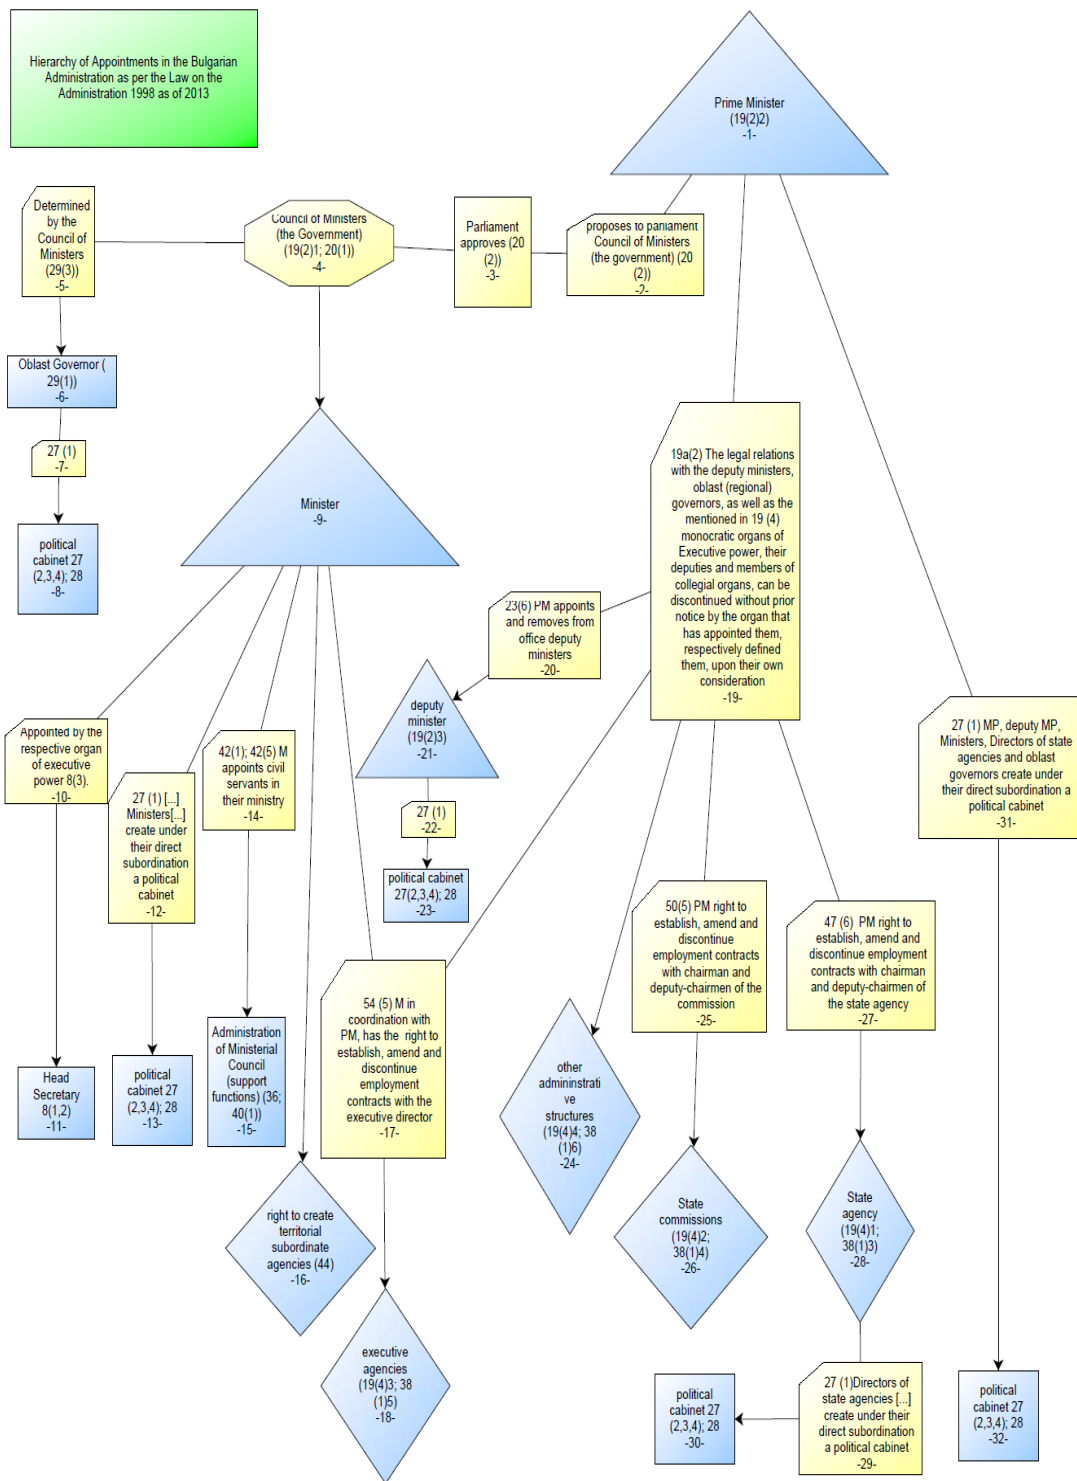 Hierarchy of Appointments in the Bulgarian
Administration as per the Law on the
Administration 1998 as of 2013
Prime Minister
(19(2)2)
-1-
proposes to parliament
Council of Ministers
(the government) (20
(2))
-2-
Parliament
approves (20
(2))
-3-
Council of Ministers
(the Government)
(19(2)1; 20(1))
-4-
Determined
by the
Council of
Ministers
(29(3))
-5-
Oblast Governor (
29(1))
-6-
27 (1)
-7-
political
cabinet 27
(2,3,4); 28
-8-
Minister
-9-
Appointed by the
respective organ
of executive
power 8(3).
-10-
Head
Secretary
8(1,2)
-11-
27 (1) [...]
Ministers[...]
create under
their direct
subordination
a political
cabinet
-12-
political
cabinet 27
(2,3,4); 28
-13-
42(1); 42(5) M
appoints civil
servants in
their ministry
-14-
Administration
of Ministerial
Council
(support
functions) (36;
40(1))
-15-
right to create
territorial
subordinate
agencies (44)
-16-
54 (5) M in
coordination with
PM, has the right to
establish, amend and
discontinue
employment
contracts with the
executive director
-17-
executive
agencies
(19(4)3; 38
(1)5)
-18-
19a(2) The legal relations
with the deputy ministers,
oblast (regional)
governors, as well as the
mentioned in 19 (4)
monocratic organs of
Executive power, their
deputies and members of
collegial organs, can be
discontinued without prior
notice by the organ that
has appointed them,
respectively defined
them, upon their own
consideration
-19-
23(6) PM appoints
and removes from
office deputy
ministers
-20-
deputy
minister
(19(2)3)
-21-
27 (1)
-22-
political cabinet
27(2,3,4); 28
-23-
other
admininstrati
ve
structures
(19(4)4; 38
(1)6)
-24-
50(5) PM right to
establish, amend and
discontinue
employment contracts
with chairman and
deputy-chairmen of the
commission
-25-
State
commissions
(19(4)2;
38(1)4)
-26-
47 (6) PM right to
establish, amend and
discontinue employment
contracts with chairman
and deputy-chairmen of
the state agency
-27-
State
agency
(19(4)1;
38(1)3)
-28-
27 (1)Directors of
state agencies [...]
create under their
direct subordination
a political cabinet
-29-
political
cabinet 27
(2,3,4); 28
-30-
27 (1) MP, deputy MP,
Ministers, Directors of state
agencies and oblast
governors create under
their direct subordination a
political cabinet
-31-
political
cabinet 27
(2,3,4); 28
-32-